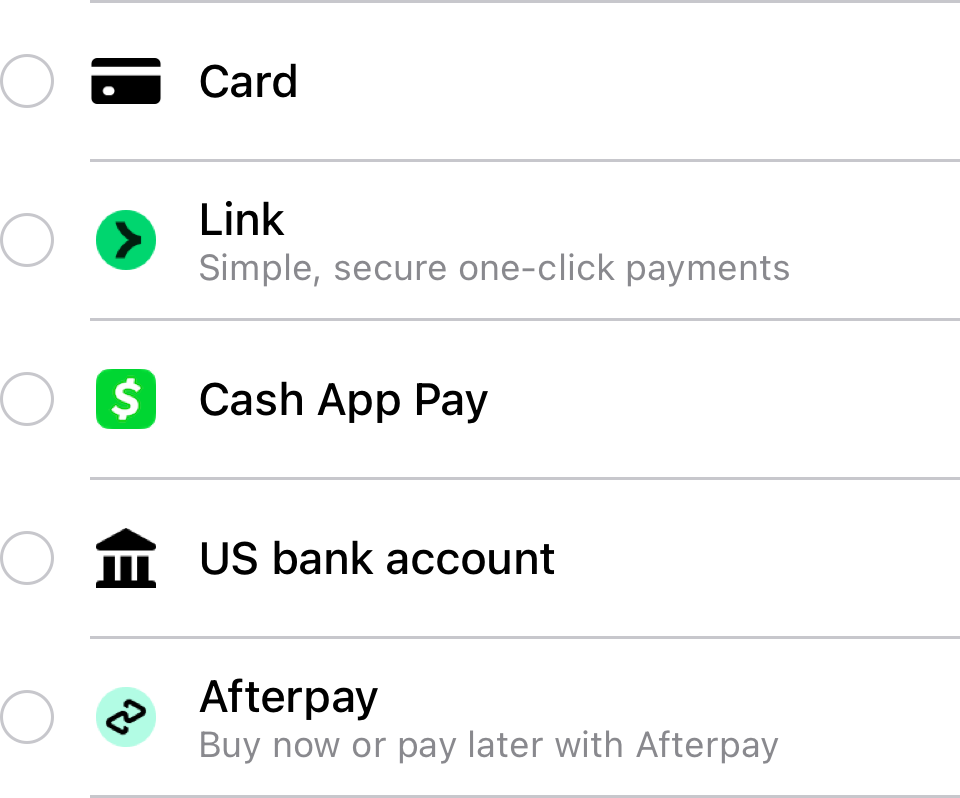 Card
Link
Simple, secure one-click payments
Cash App Pay
US bank account
Afterpay
Buy now or pay later with Afterpay